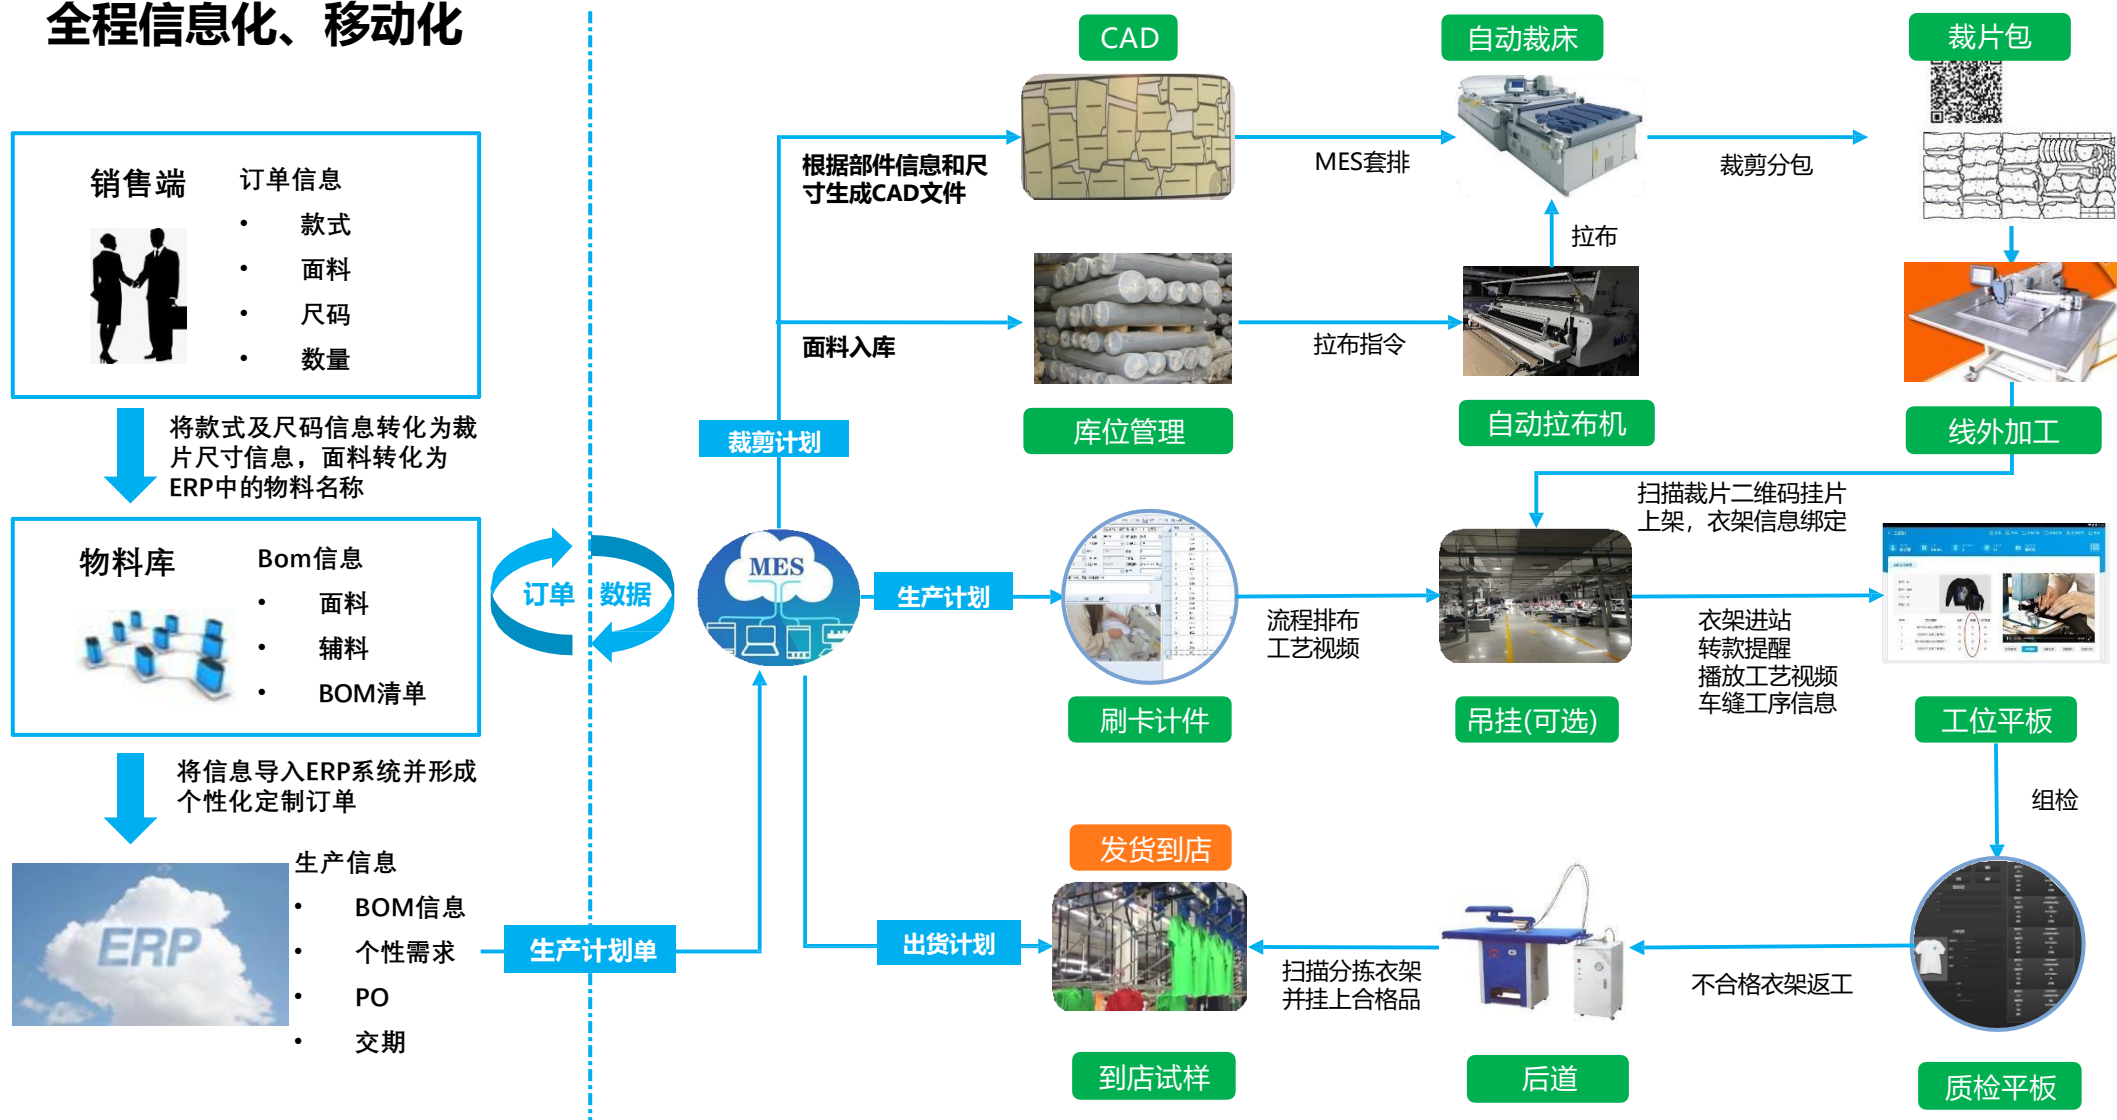 全程信息化、移动化
销售端
订单信息
• 款式
• 面料
• 尺码
• 数量
将款式及尺码信息转化为裁
片尺寸信息，面料转化为
ERP中的物料名称
物料库
Bom信息
• 面料
• 辅料
• BOM清单
将信息导入ERP系统并形成
个性化定制订单
ERP
生产信息
• BOM信息
• 个性需求
• PO
• 交期
生产计划单
订单
数据
MES
裁剪计划
根据部件信息和尺
寸生成CAD文件
CAD
MES套排
自动裁床
裁剪分包
裁片包
面料入库
库位管理
拉布指令
拉布
自动拉布机
线外加工
扫描裁片二维码挂片
上架，衣架信息绑定
生产计划
刷卡计件
流程排布
工艺视频
吊挂(可选)
衣架进站
转款提醒
播放工艺视频
车缝工序信息
工位平板
组检
质检平板
不合格衣架返工
后道
扫描分拣衣架
并挂上合格品
出货计划
发货到店
到店试样